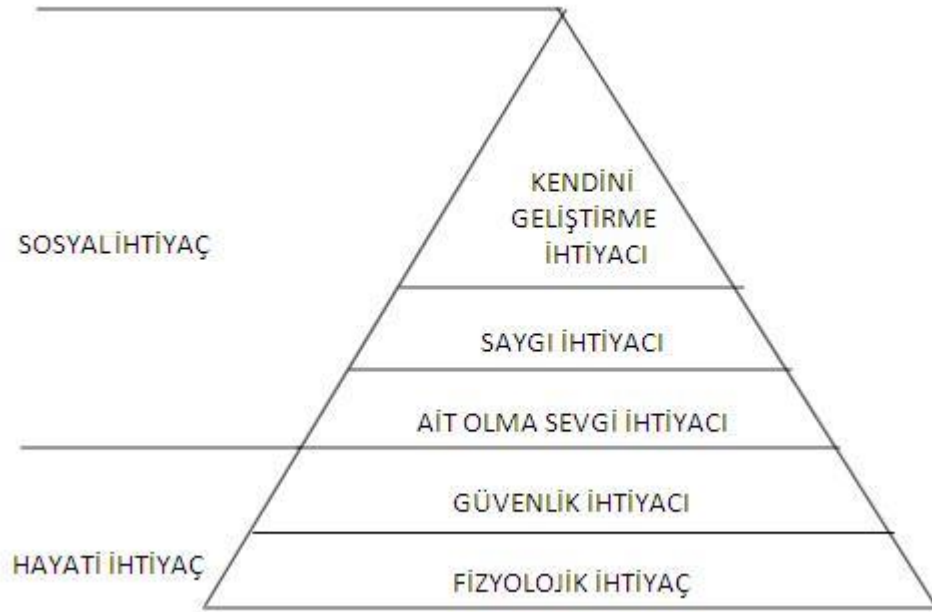 KENDİNİ
GELİŞTİRME
İHTİYACI
SOSYAL İHTİYAÇ
SAYGI İHTİYACI
AİT OLMA SEVGİ İHTİYACI
GÜVENLİK İHTİYACI
HAYATİ İHTİYAÇ
FİZYOLOJİK İHTİYAÇ